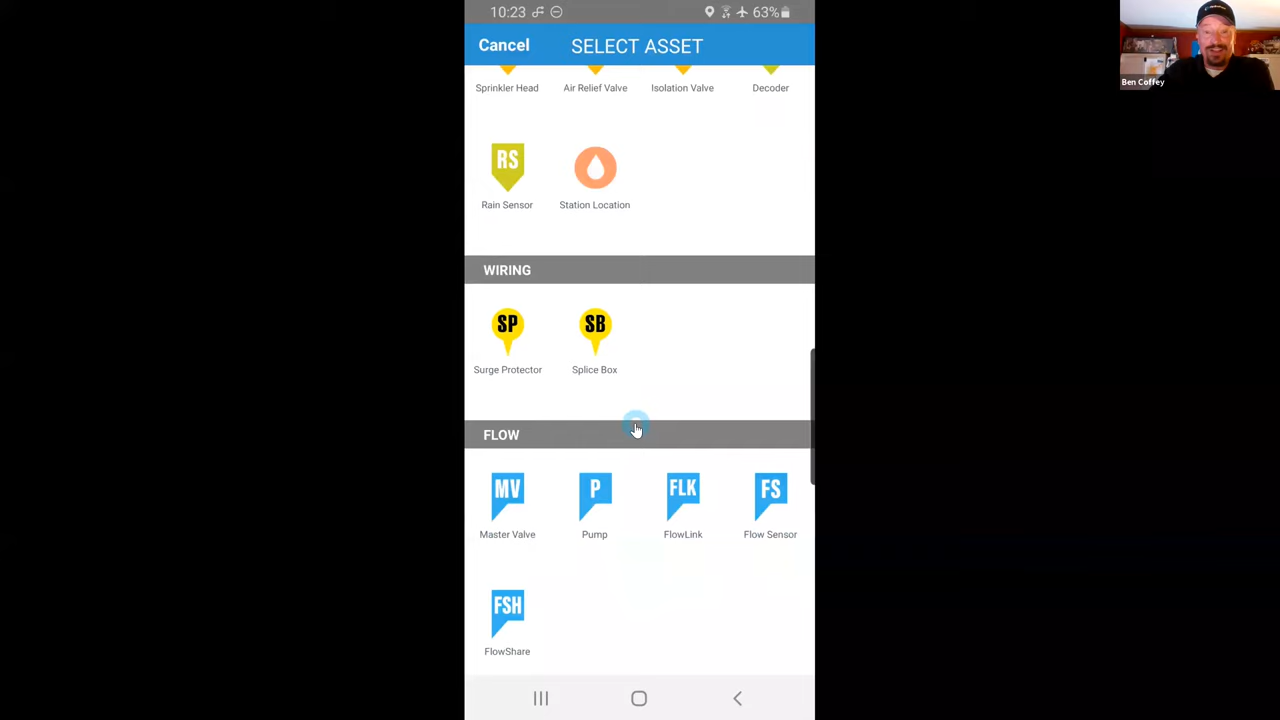 10:23
63%
Cancel
SELECT ASSET
Sprinkler Head
Air Relief Valve
Isolation Valve
Decoder
RS
Rain Sensor
Station Location
WIRING
SP
SB
Surge Protector
Splice Box
FLOW
MV
P
FLK
FS
Master Valve
Pump
FlowLink
Flow Sensor
FSH
FlowShare
Ben Coffey